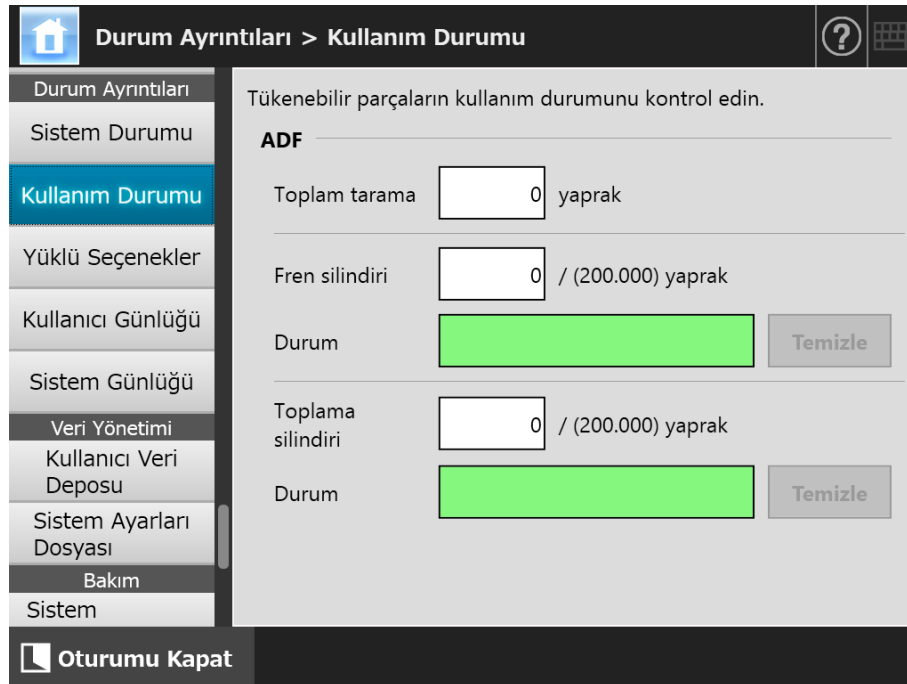 Durum Ayrıntıları > Kullanım Durumu
?
Durum Ayrıntıları
Sistem Durumu
Kullanım Durumu
Yüklü Seçenekler
Kullanıcı Günlüğü
Sistem Günlüğü
Veri Yönetimi
Kullanıcı Veri
Deposu
Sistem Ayarları
Dosyası
Bakım
Sistem
Tükenebilir parçaların kullanım durumunu kontrol edin.
ADF
Toplam tarama 0 yaprak
Fren silindiri 0 / (200.000) yaprak
Durum Temizle
Toplama
silindiri 0 / (200.000) yaprak
Durum Temizle
Oturumu Kapat